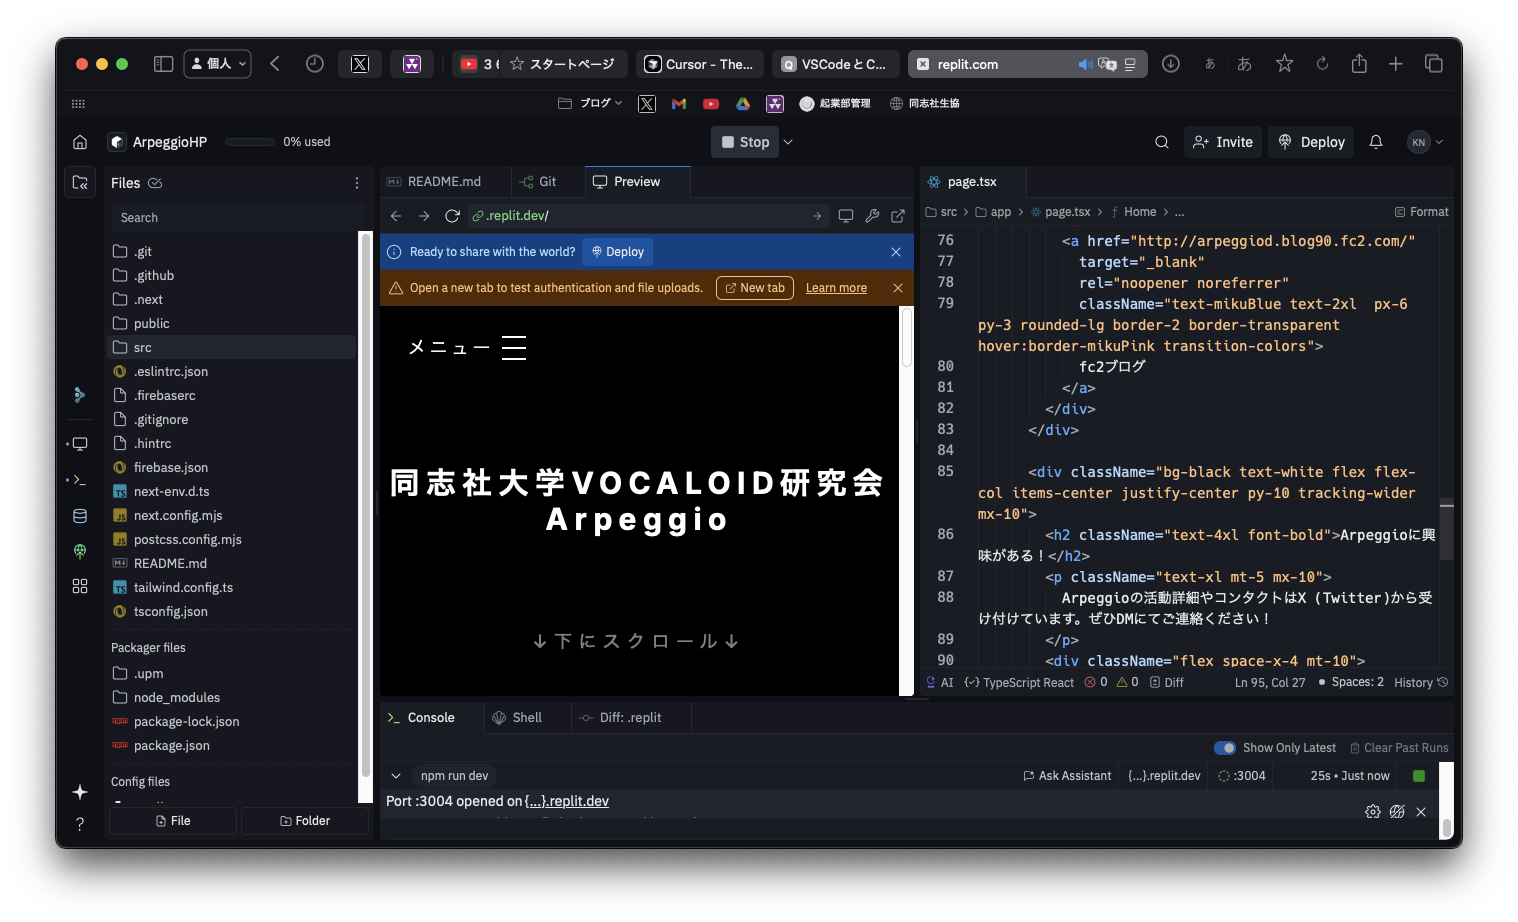 個人
3 6
スタートページ
Cursor - The...
VSCode と C...
replit.com
あ
あ
ブログ
起業部管理
同志社生協
ArpeggioHP
0% used
Stop
Invite
Deploy
KN
Files
Search
.git
.github
.next
public
src
.eslintrc.json
.firebaserc
.gitignore
.hintrc
firebase.json
next-env.d.ts
next.config.mjs
postcss.config.mjs
README.md
tailwind.config.ts
tsconfig.json
Packager files
.upm
node_modules
package-lock.json
package.json
Config files
File
Folder
README.md
Git
Preview
.replit.dev/
Ready to share with the world?
Deploy
Open a new tab to test authentication and file uploads.
New tab
Learn more
メニュー
同志社大学VOCALOID研究会
Arpeggio
↓下にスクロール↓
page.tsx
src > app > page.tsx > Home > ...
Format
76 <a href="http://arpeggiod.blog90.fc2.com/"
77 target="_blank"
78 rel="noopener noreferrer"
79 className="text-mikuBlue text-2xl  px-6
py-3 rounded-lg border-2 border-transparent
hover:border-mikuPink transition-colors">
80 fc2ブログ
81 </a>
82 </div>
83 </div>
84
85 <div className="bg-black text-white flex flex-
col items-center justify-center py-10 tracking-wider
mx-10">
86 <h2 className="text-4xl font-bold">Arpeggioに興
味がある！</h2>
87 <p className="text-xl mt-5 mx-10">
88 Arpeggioの活動詳細やコンタクトはX (Twitter)から受
け付けています。ぜひDMにてご連絡ください！
89 </p>
90 <div className="flex space-x-4 mt-10">
AI
TypeScript React
0
0
Diff
Ln 95, Col 27
Spaces: 2
History
Console
Shell
Diff: .replit
Show Only Latest
Clear Past Runs
npm run dev
Ask Assistant
{...}.replit.dev
:3004
25s • Just now
Port :3004 opened on {...}.replit.dev